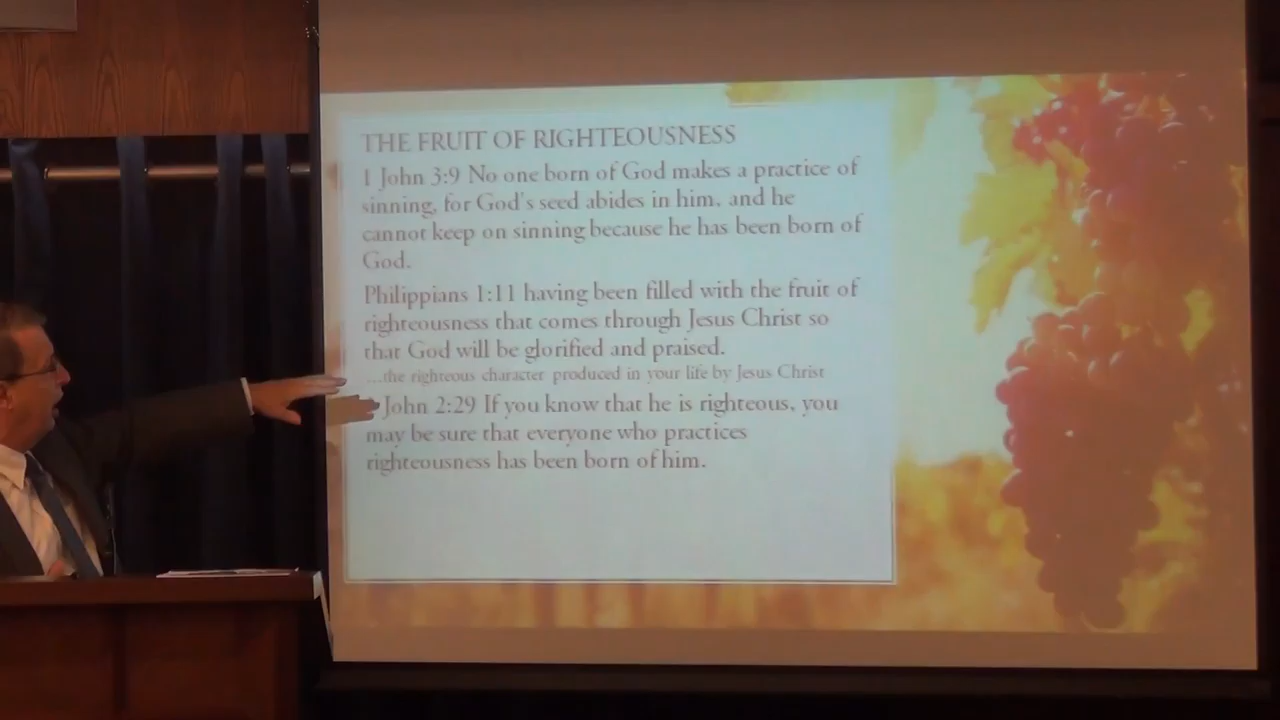 THE FRUIT OF RIGHTEOUSNESS
1 John 3:9 No one born of God makes a practice of
sinning, for God's seed abides in him, and he
cannot keep on sinning because he has been born of
God.
Philippians 1:11 having been filled with the fruit of
righteousness that comes through Jesus Christ so
that God will be glorified and praised.
...the righteous character produced in your life by Jesus Christ
John 2:29 If you know that he is righteous, you
may be sure that everyone who practices
righteousness has been born of him.